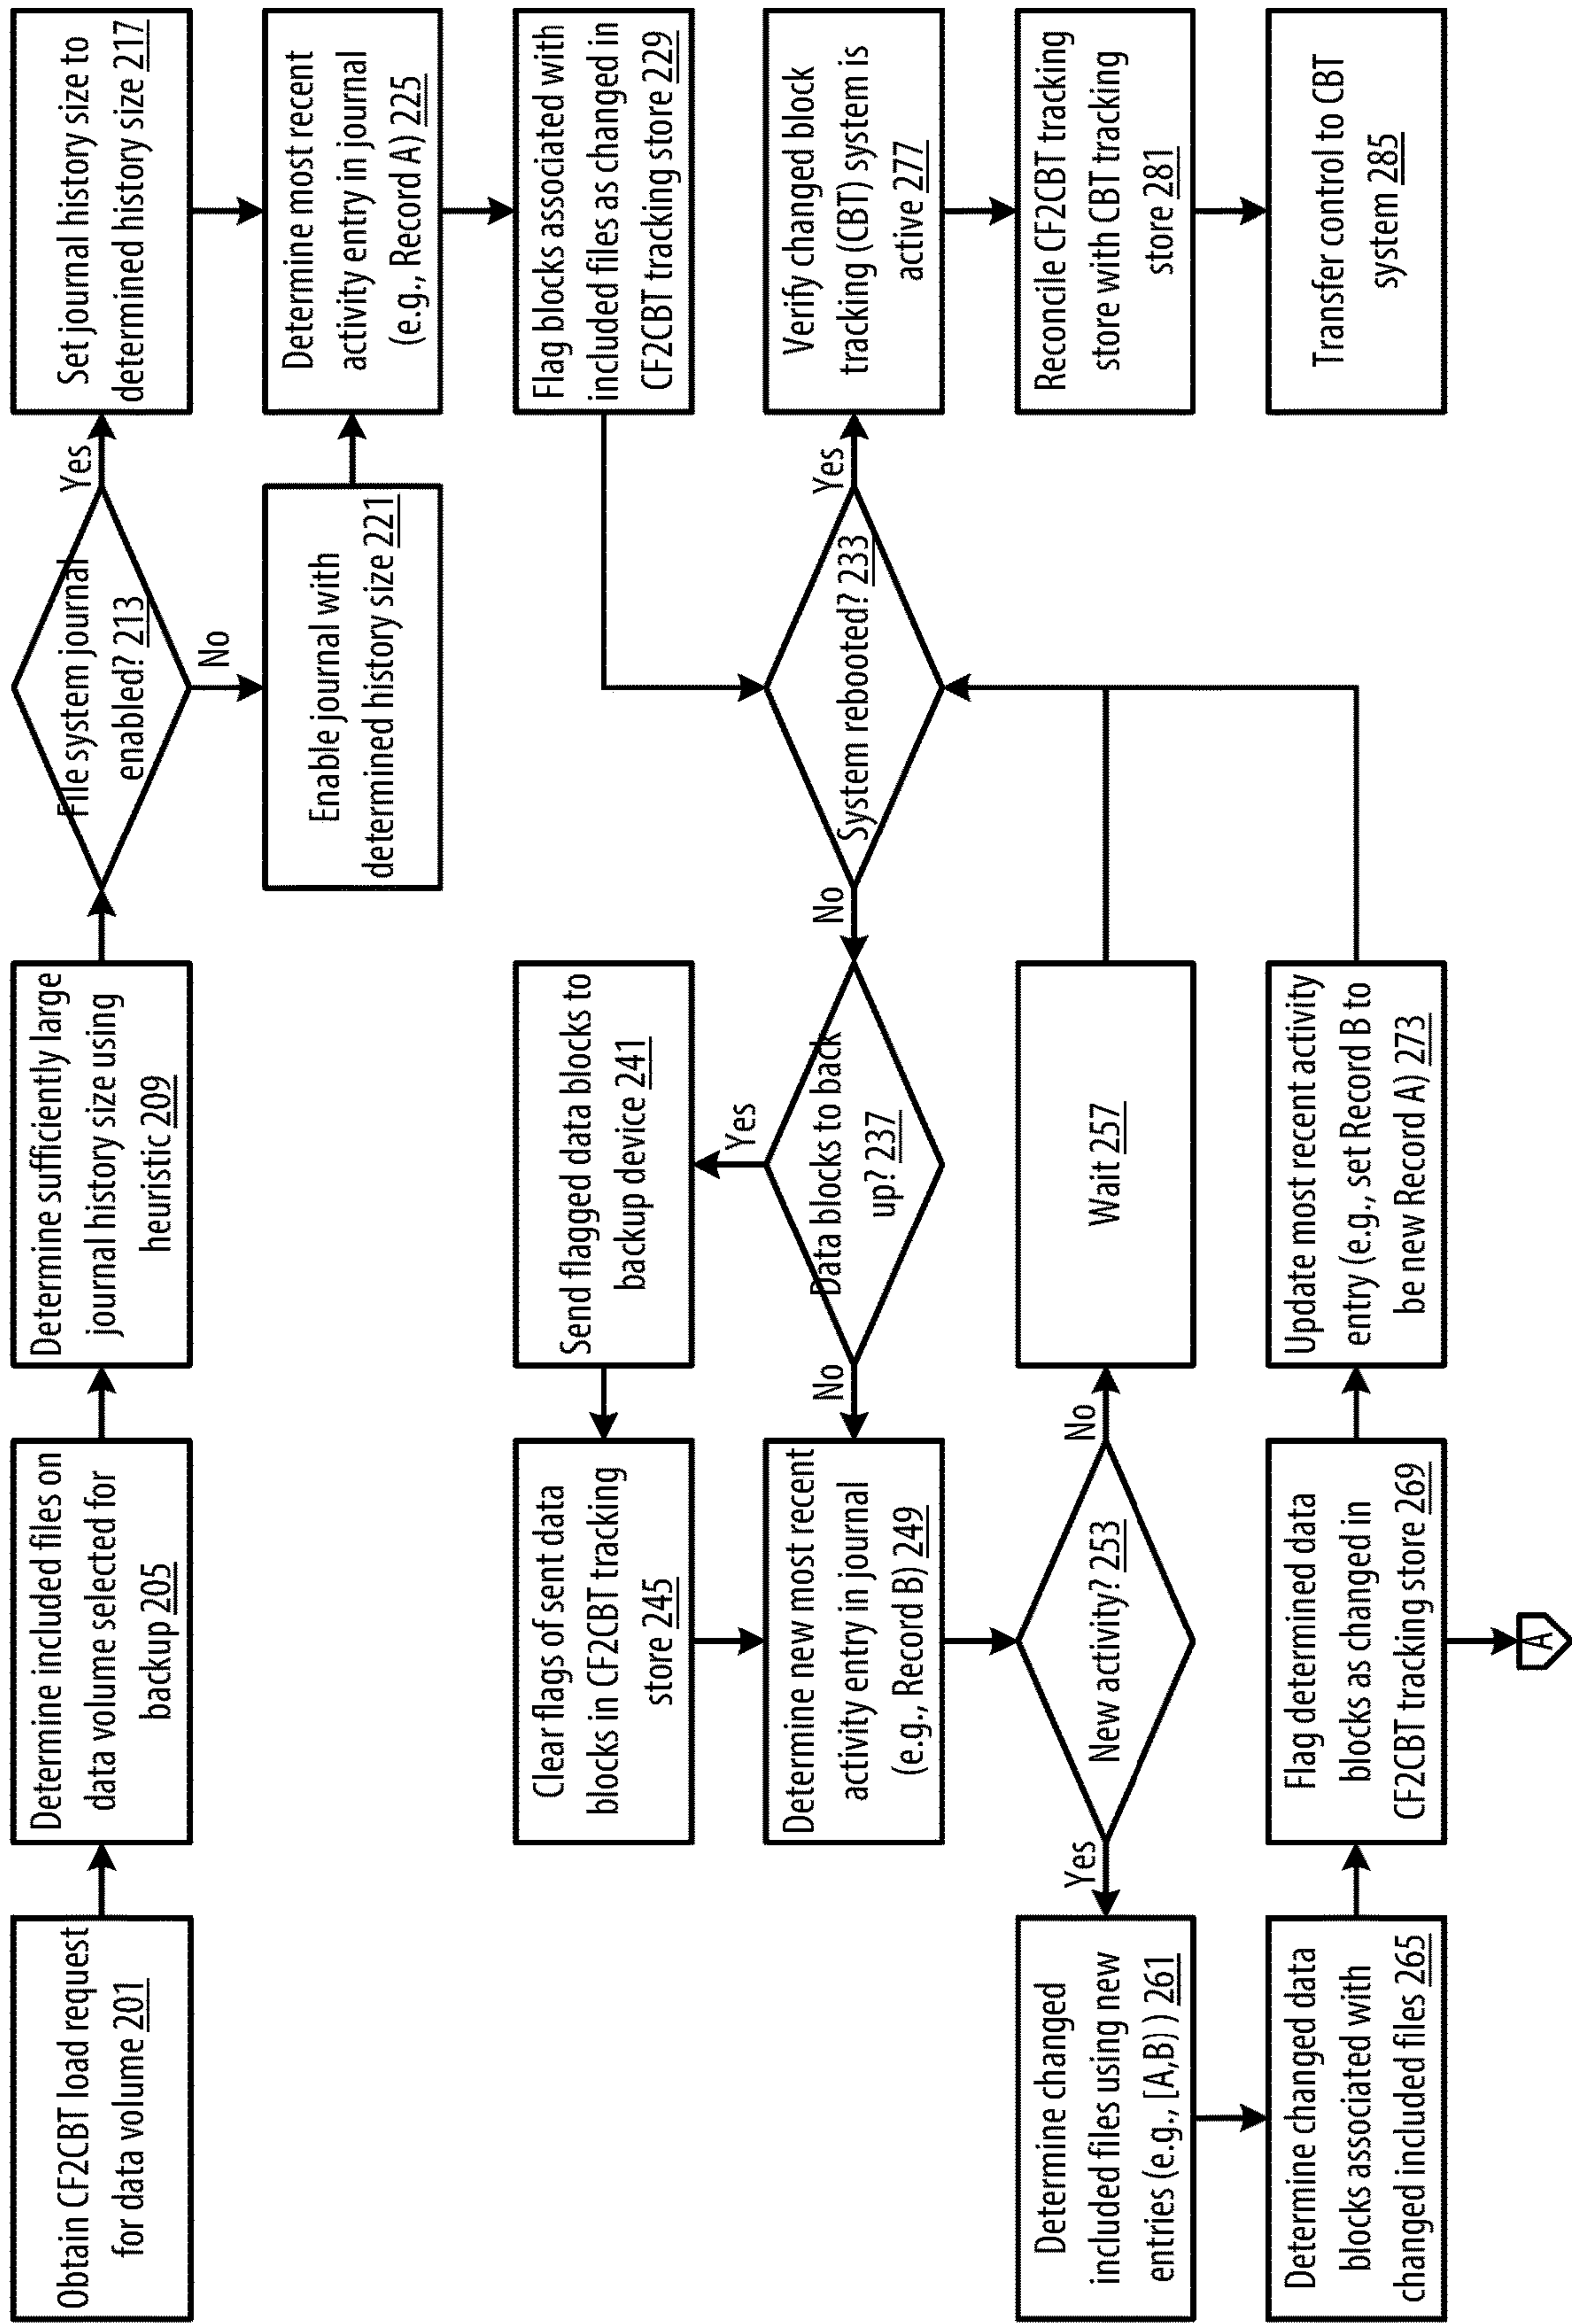 Obtain CF2CBT load request
for data volume 201
Determine included files on
data volume selected for
backup 205
Determine sufficiently large
journal history size using
heuristic 209
File system journal
enabled? 213
Yes
No
Set journal history size to
determined history size 217
Enable journal with
determined history size 221
Determine most recent
activity entry in journal
(e.g., Record A) 225
Flag blocks associated with
included files as changed in
CF2CBT tracking store 229
System rebooted? 233
Yes
No
Verify changed block
tracking (CBT) system is
active 277
Reconcile CF2CBT tracking
store with CBT tracking
store 281
Transfer control to CBT
system 285
Data blocks to back
up? 237
Yes
No
Send flagged data blocks to
backup device 241
Clear flags of sent data
blocks in CF2CBT tracking
store 245
Determine new most recent
activity entry in journal
(e.g., Record B) 249
New activity? 253
No
Yes
Wait 257
Determine changed
included files using new
entries (e.g., [A,B) ) 261
Determine changed data
blocks associated with
changed included files 265
Flag determined data
blocks as changed in
CF2CBT tracking store 269
Update most recent activity
entry (e.g., set Record B to
be new Record A) 273
A